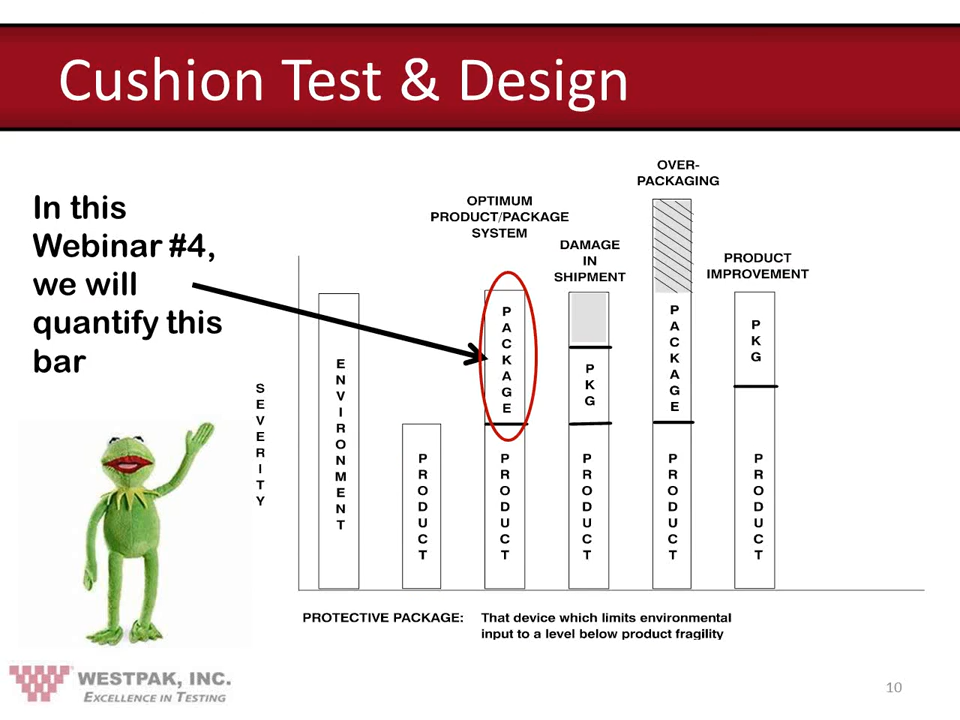 Cushion Test & Design
In this
Webinar #4,
we will
quantify this
bar
SEVERITY
ENVIRONMENT
PRODUCT
OPTIMUM
PRODUCT/PACKAGE
SYSTEM
PACKAGE
PRODUCT
DAMAGE
IN
SHIPMENT
PKG
PRODUCT
OVER-
PACKAGING
PACKAGE
PRODUCT
PRODUCT
IMPROVEMENT
PKG
PRODUCT
PROTECTIVE PACKAGE: That device which limits environmental
input to a level below product fragility
WESTPAK, INC.
EXCELLENCE IN TESTING
10